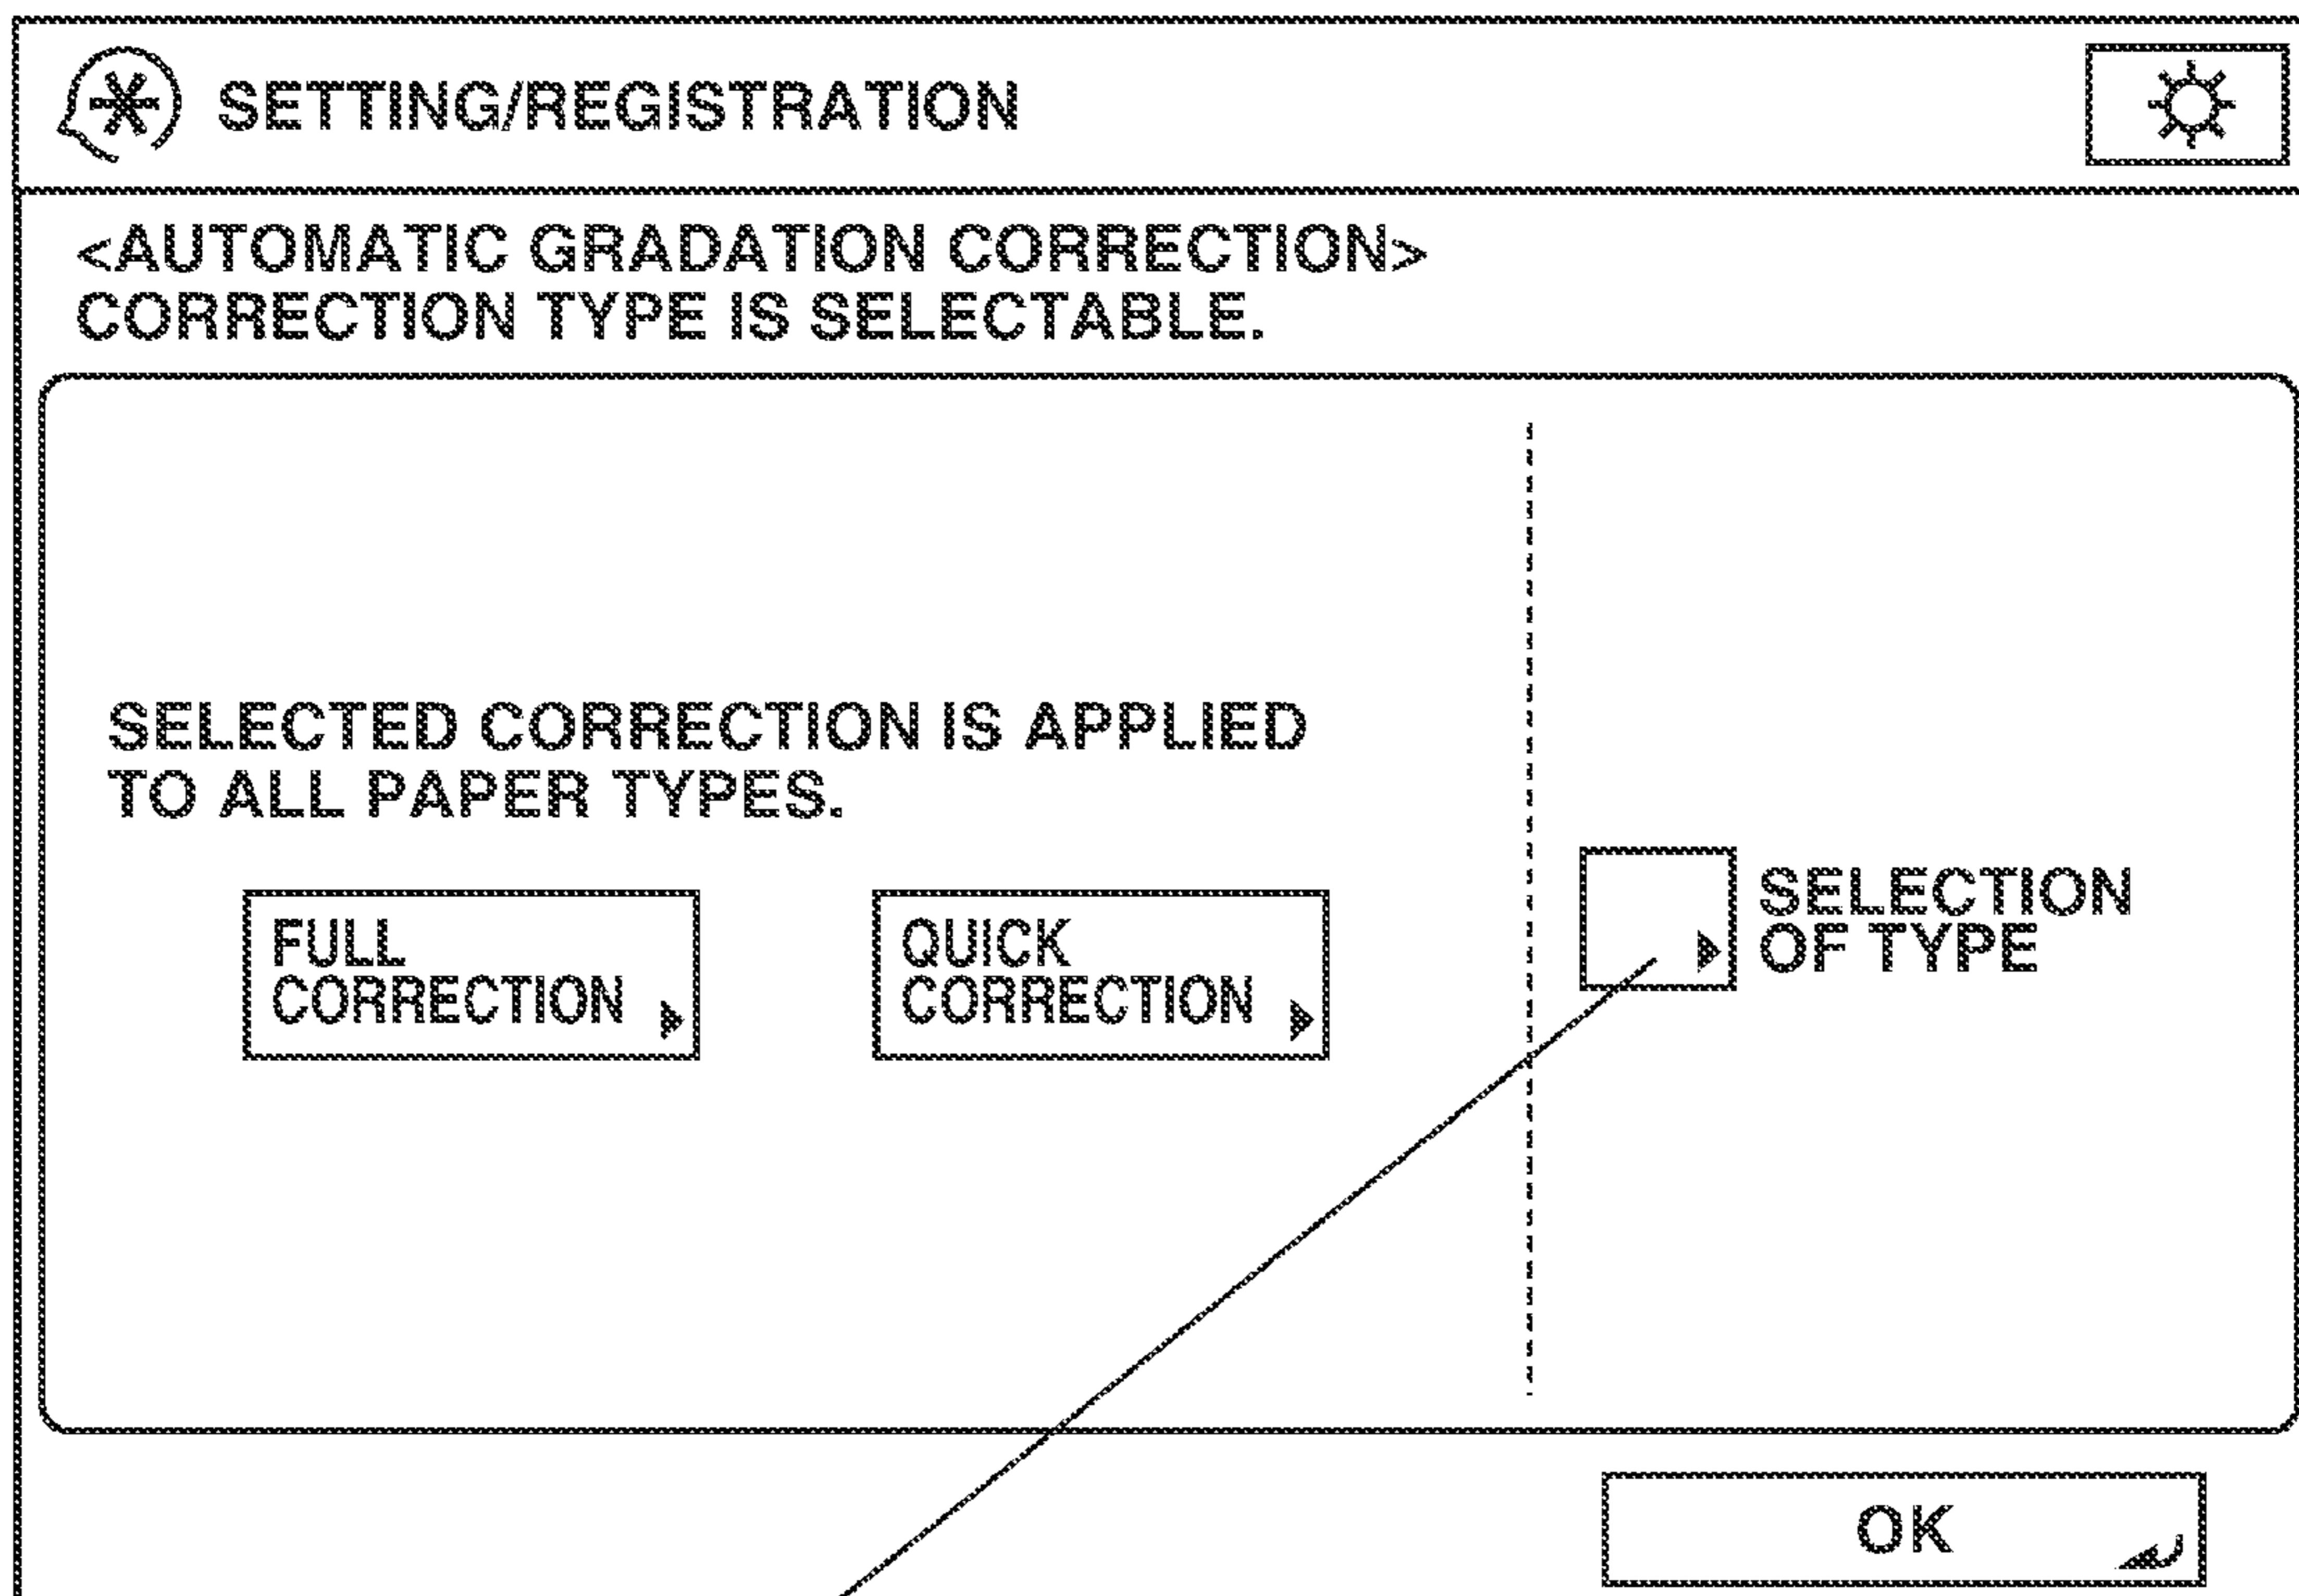 SETTING/REGISTRATION
<AUTOMATIC GRADATION CORRECTION>
CORRECTION TYPE IS SELECTABLE.
SELECTED CORRECTION IS APPLIED
TO ALL PAPER TYPES.
FULL
CORRECTION
QUICK
CORRECTION
SELECTION
OF TYPE
OK